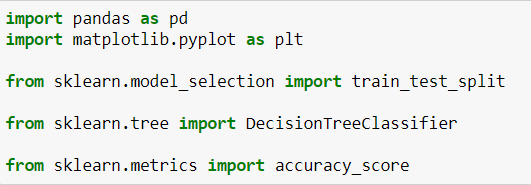 import pandas as pd
import matplotlib.pyplot as plt
from sklearn.model_selection import train_test_split
from sklearn.tree import DecisionTreeClassifier
from sklearn.metrics import accuracy_score